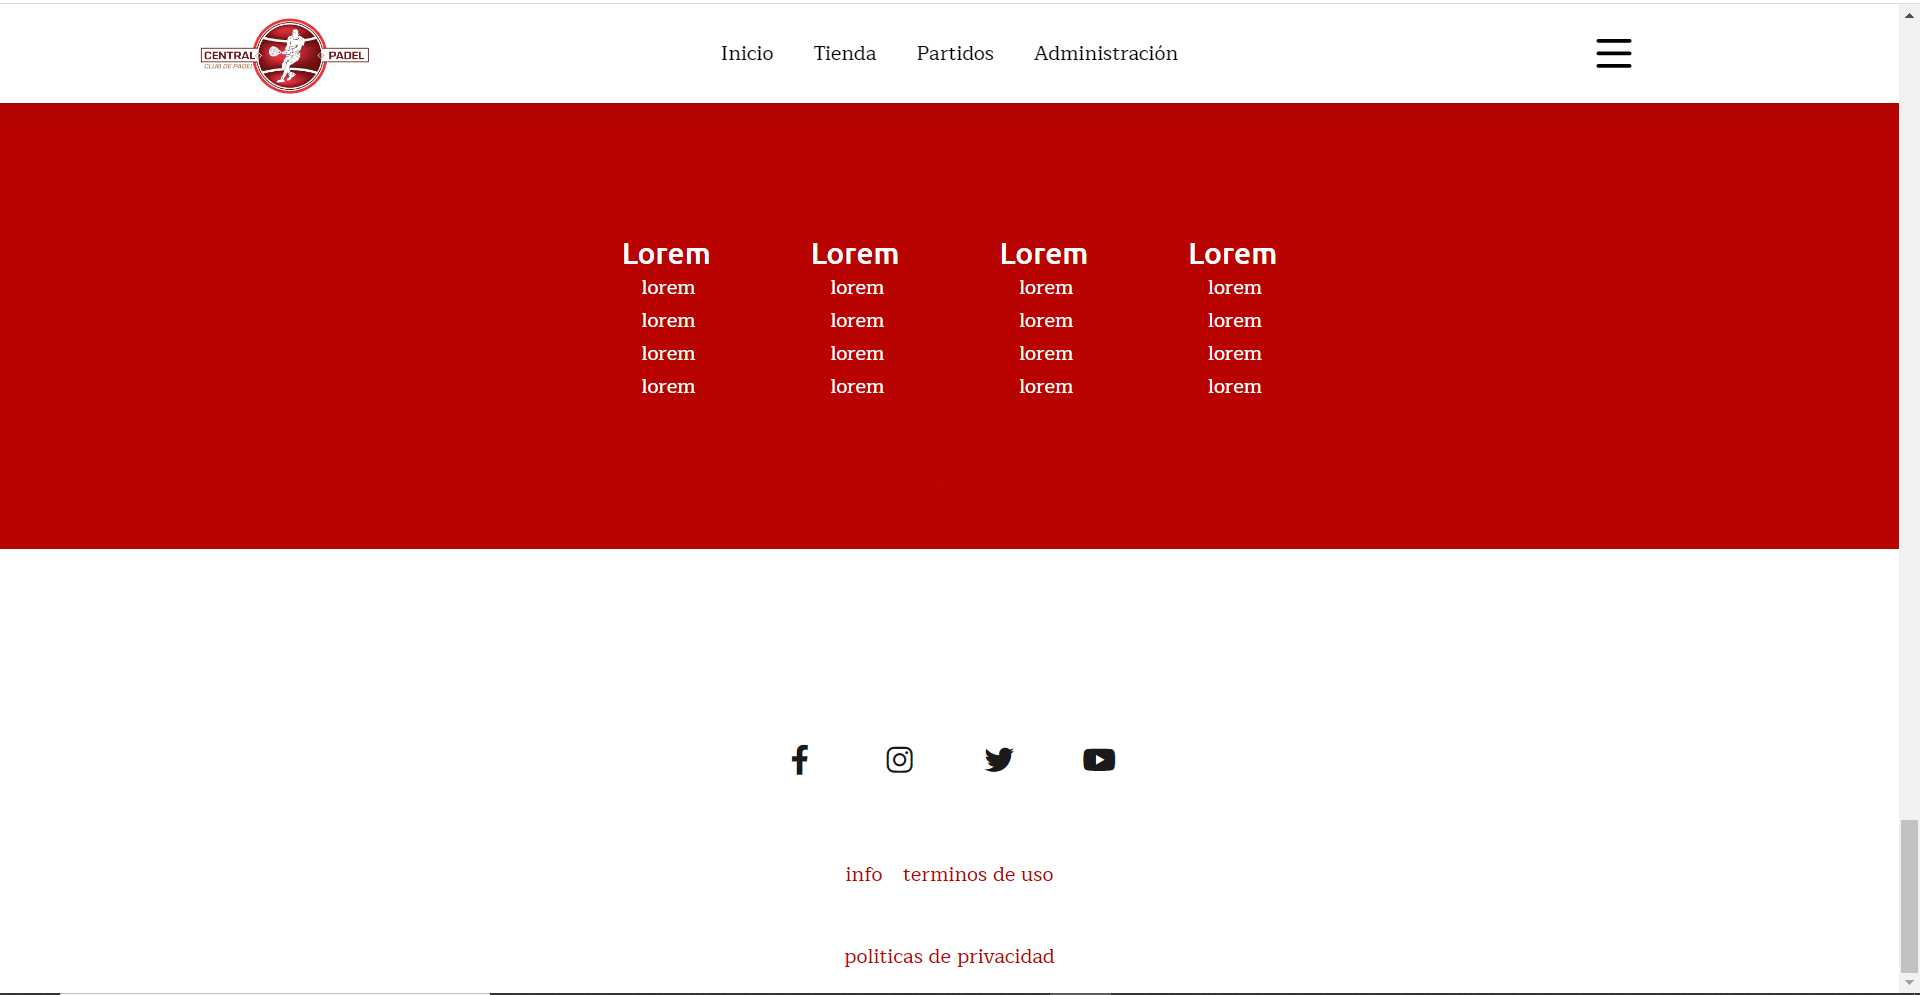 CENTRAL PADEL
CLUB DE PADEL
Inicio Tienda Partidos Administración
Lorem Lorem Lorem Lorem
lorem lorem lorem lorem
lorem lorem lorem lorem
lorem lorem lorem lorem
lorem lorem lorem lorem
info terminos de uso
politicas de privacidad